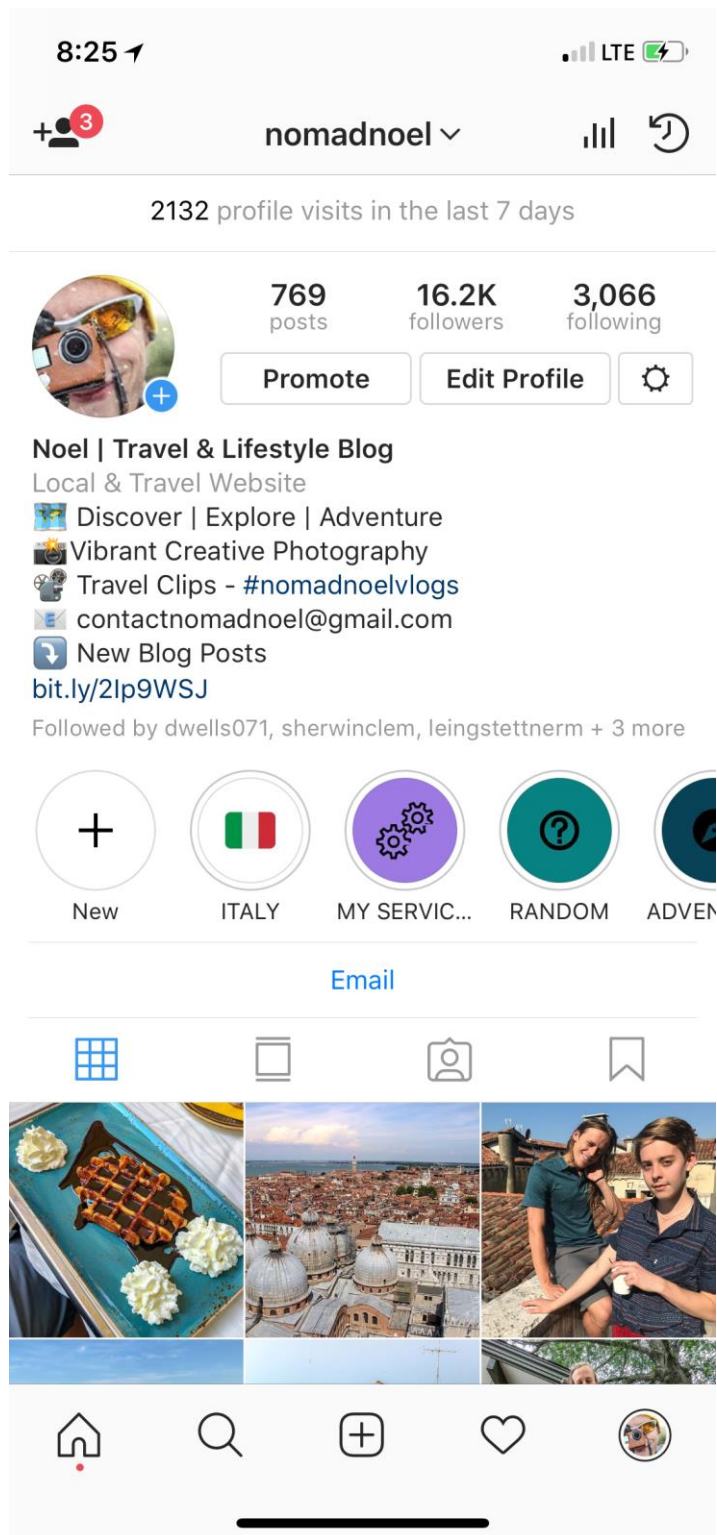 8:25
LTE
3
nomadnoel
2132 profile visits in the last 7 days
769 16.2K 3,066
posts followers following
Promote Edit Profile
Noel | Travel & Lifestyle Blog
Local & Travel Website
Discover | Explore | Adventure
Vibrant Creative Photography
Travel Clips - #nomadnoelvlogs
contactnomadnoel@gmail.com
New Blog Posts
bit.ly/2Ip9WSJ
Followed by dwells071, sherwinclem, leingstettnerm + 3 more
New ITALY MY SERVIC... RANDOM ADVEN
Email